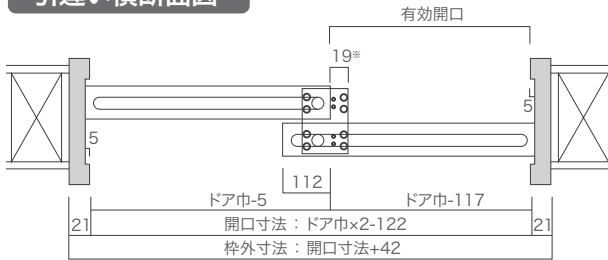 引違い横断面図
有効開口
19※
5
5
112
ドア巾-5
ドア巾-117
21
開口寸法：ドア巾×2-122
21
枠外寸法：開口寸法+42